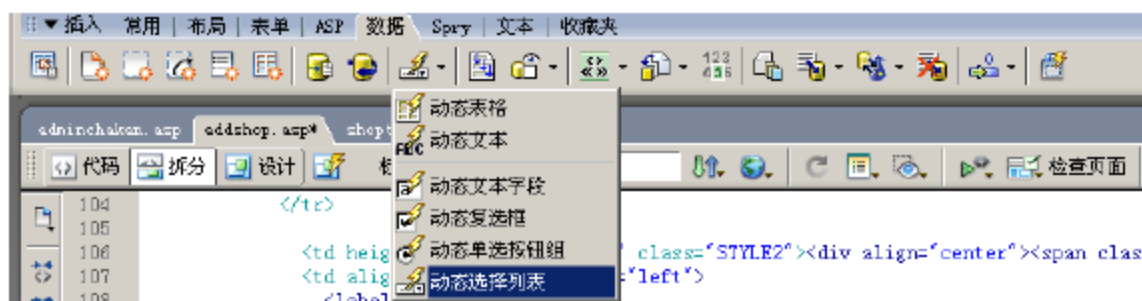 插入 常用 | 布局 | 表单 | ASP 数据 Spry | 文本 | 收藏夹
动态表格
adminchakan.asp addshop.asp* shopt
动态文本
代码 拆分 设计 检查页面
动态文本字段
104 </tr>
动态复选框
105
106 <td heig class="STYLE2"><div align="center"><span clas
动态单选按钮组
107 <td alig "left">
动态选择列表
108 <label